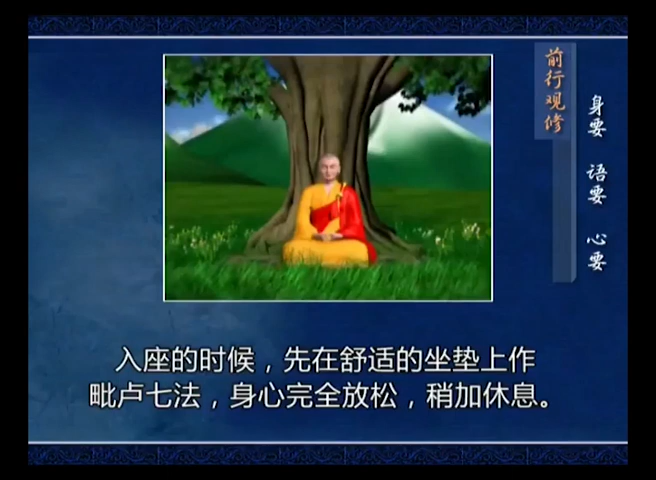 前行观修
身要 语要 心要
入座的时候，先在舒适的坐垫上作
毗卢七法，身心完全放松，稍加休息。